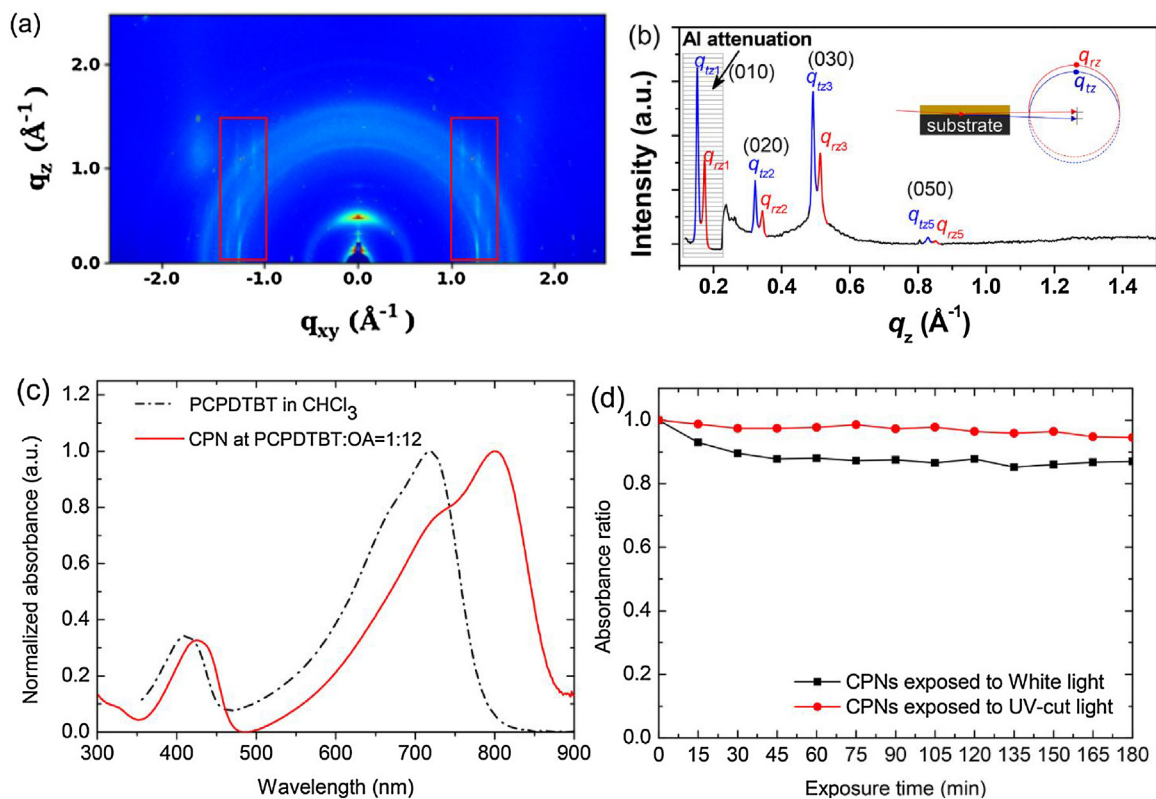 (a)
q_z (Å⁻¹)
2.0
1.0
0.0
-2.0 -1.0 0.0 1.0 2.0
q_xy (Å⁻¹)
(b)
Al attenuation
q_tz1 (010)
q_rz1
(020)
q_tz2
q_rz2
(030)
q_tz3
q_rz3
(050)
q_tz5
q_rz5
q_rz
q_tz
substrate
Intensity (a.u.)
0.2 0.4 0.6 0.8 1.0 1.2 1.4
q_z (Å⁻¹)
(c)
PCPDTBT in CHCl₃
CPN at PCPDTBT:OA=1:12
Normalized absorbance (a.u.)
1.2
1.0
0.8
0.6
0.4
0.2
0.0
300 400 500 600 700 800 900
Wavelength (nm)
(d)
Absorbance ratio
1.0
0.8
0.6
0.4
0.2
0.0
CPNs exposed to White light
CPNs exposed to UV-cut light
0 15 30 45 60 75 90 105 120 135 150 165 180
Exposure time (min)